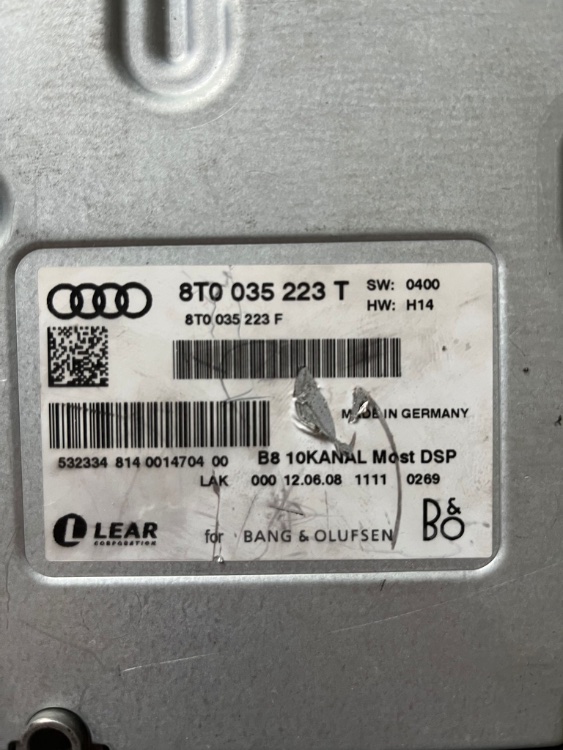 8T0 035 223 T SW: 0400
8T0 035 223 F HW: H14
MADE IN GERMANY
532334 814 0014704 00 B8 10KANAL Most DSP
LAK 000 12.06.08 1111 0269
L LEAR for BANG & OLUFSEN B&O
CORPORATION